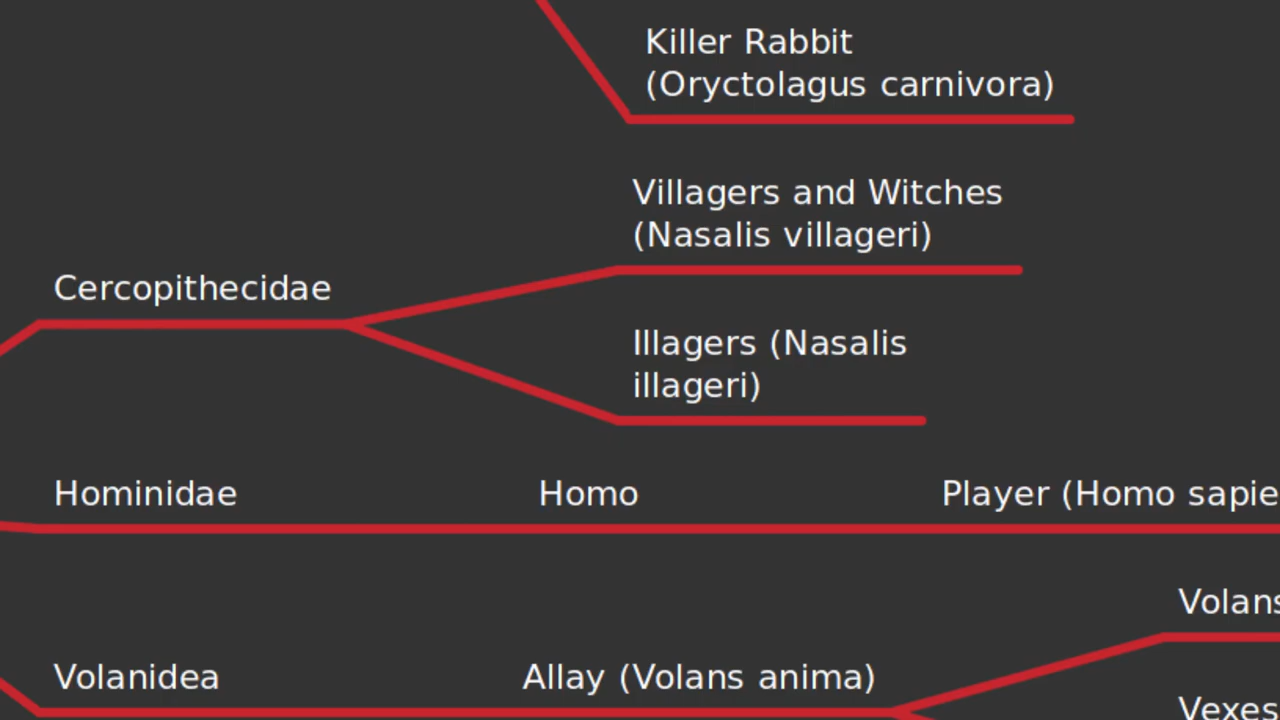 Killer Rabbit
(Oryctolagus carnivora)
Villagers and Witches
(Nasalis villageri)
Cercopithecidae
Illagers (Nasalis
illageri)
Hominidae
Homo
Player (Homo sapie
Volans
Volanidea
Allay (Volans anima)
Vexes